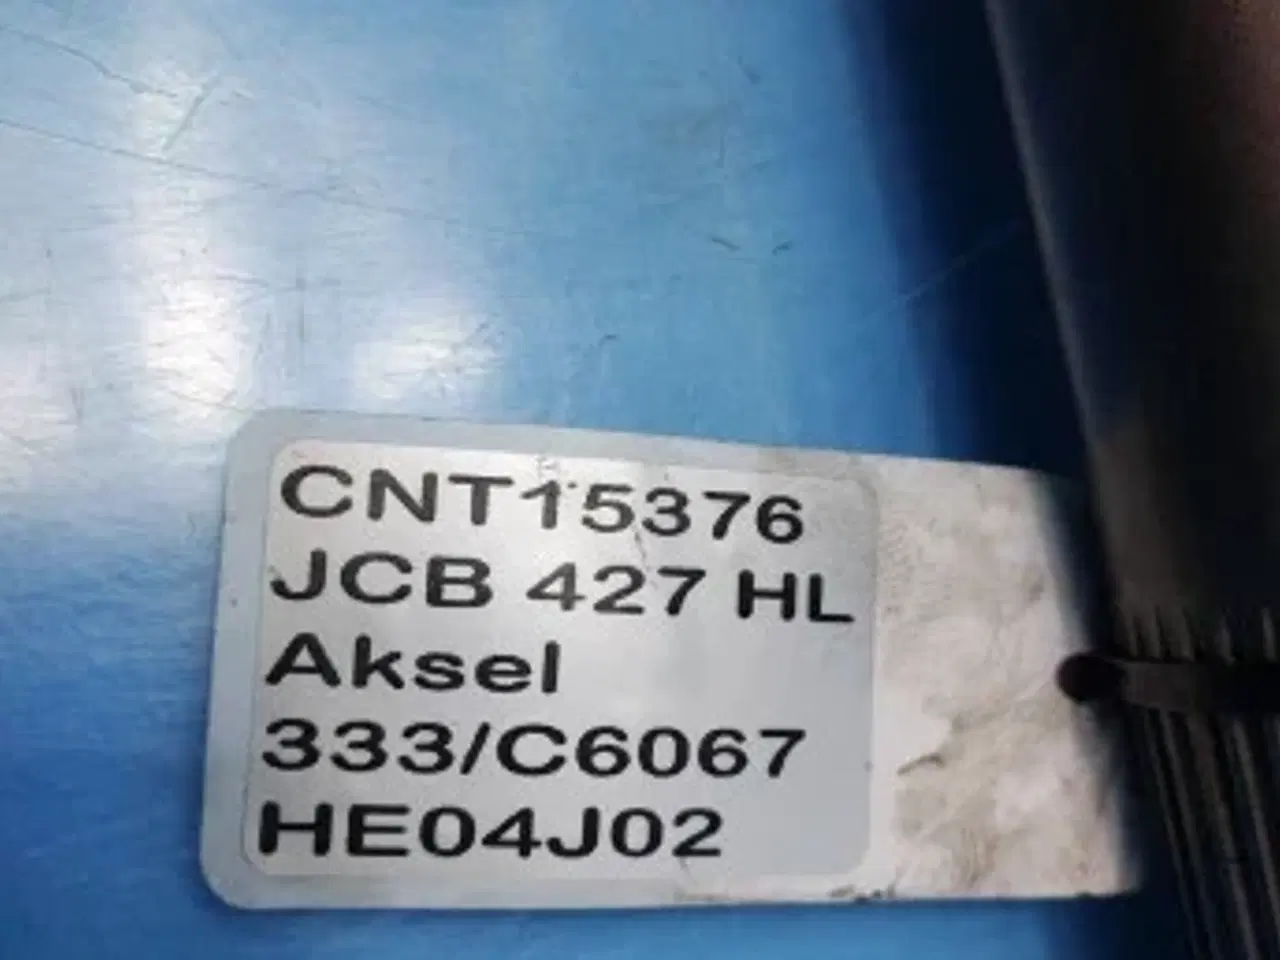 CNT15376
JCB 427 HL
Aksel
333/C6067
HE04J02